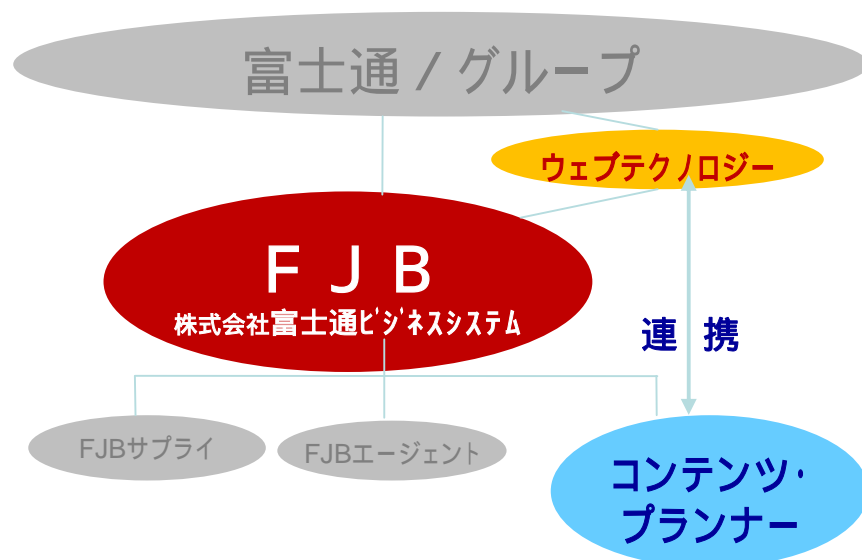 富士通／グループ
ウェブテクノロジー
ＦＪＢ
株式会社富士通ﾋﾞｼﾞﾈｽｼｽﾃﾑ
連 携
FJBサプライ
FJBエージェント
コンテンツ・
プランナー